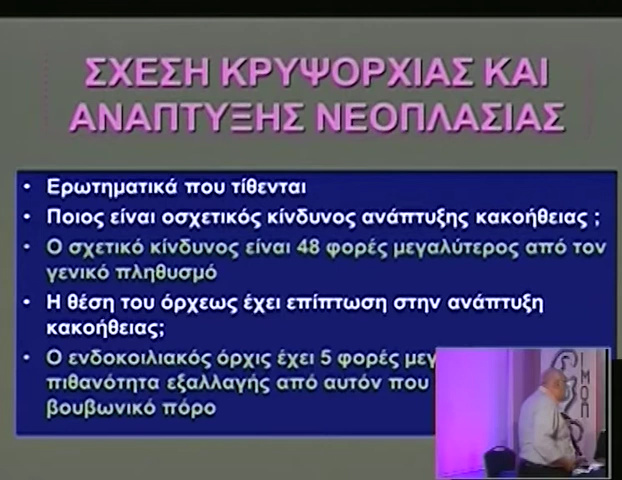 ΣΧΕΣΗ ΚΡΥΨΟΡΧΙΑΣ ΚΑΙ
ΑΝΑΠΤΥΞΗΣ ΝΕΟΠΛΑΣΙΑΣ
• Ερωτηματικά που τίθενται
• Ποιος είναι οσχετικός κίνδυνος ανάπτυξης κακοήθειας ;
• Ο σχετικό κίνδυνος είναι 48 φορές μεγαλύτερος από τον
γενικό πληθυσμό
• Η θέση του όρχεως έχει επίπτωση στην ανάπτυξη
κακοήθειας;
• Ο ενδοκοιλιακός όρχις έχει 5 φορές
πιθανότητα εξαλλαγής από αυτόν που
βουβωνικό πόρο